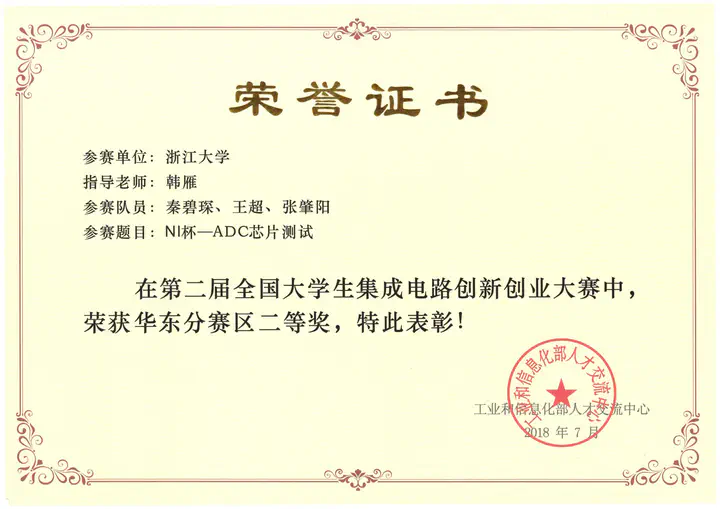 荣誉证书
参赛单位：浙江大学
指导老师：韩雁
参赛队员：秦碧琛、王超、张肇阳
参赛题目：NI杯—ADC芯片测试
在第二届全国大学生集成电路创新创业大赛中，
荣获华东分赛区二等奖，特此表彰！
工业和信息化部人才交流中心
工业和信息化部人才交流中心
2018 年 7 月